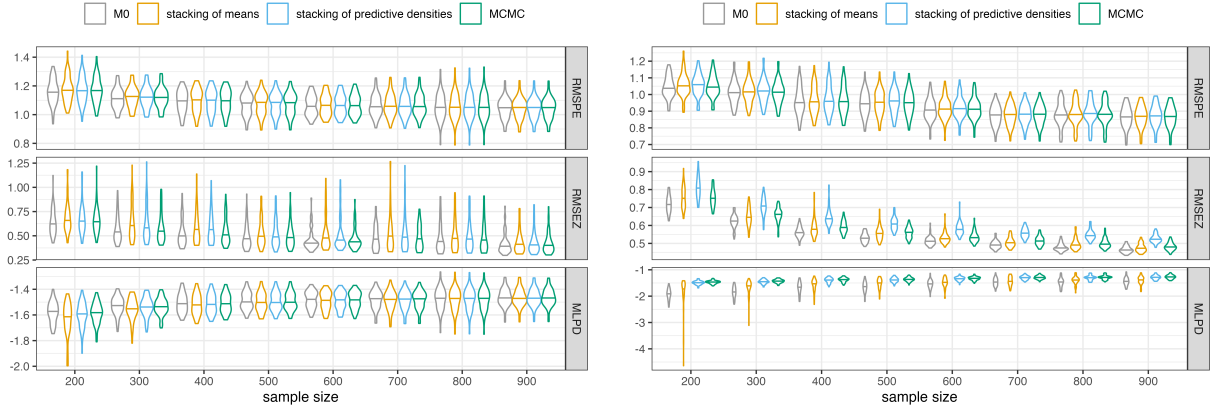 M0 stacking of means stacking of predictive densities MCMC
1.4
1.2
1.0
0.8
RMSPE
1.25
1.00
0.75
0.50
0.25
RMSEZ
-1.4
-1.6
-1.8
-2.0
MLPD
200 300 400 500 600 700 800 900
sample size
M0 stacking of means stacking of predictive densities MCMC
1.2
1.1
1.0
0.9
0.8
0.7
RMSPE
0.9
0.8
0.7
0.6
0.5
RMSEZ
-1
-2
-3
-4
MLPD
200 300 400 500 600 700 800 900
sample size